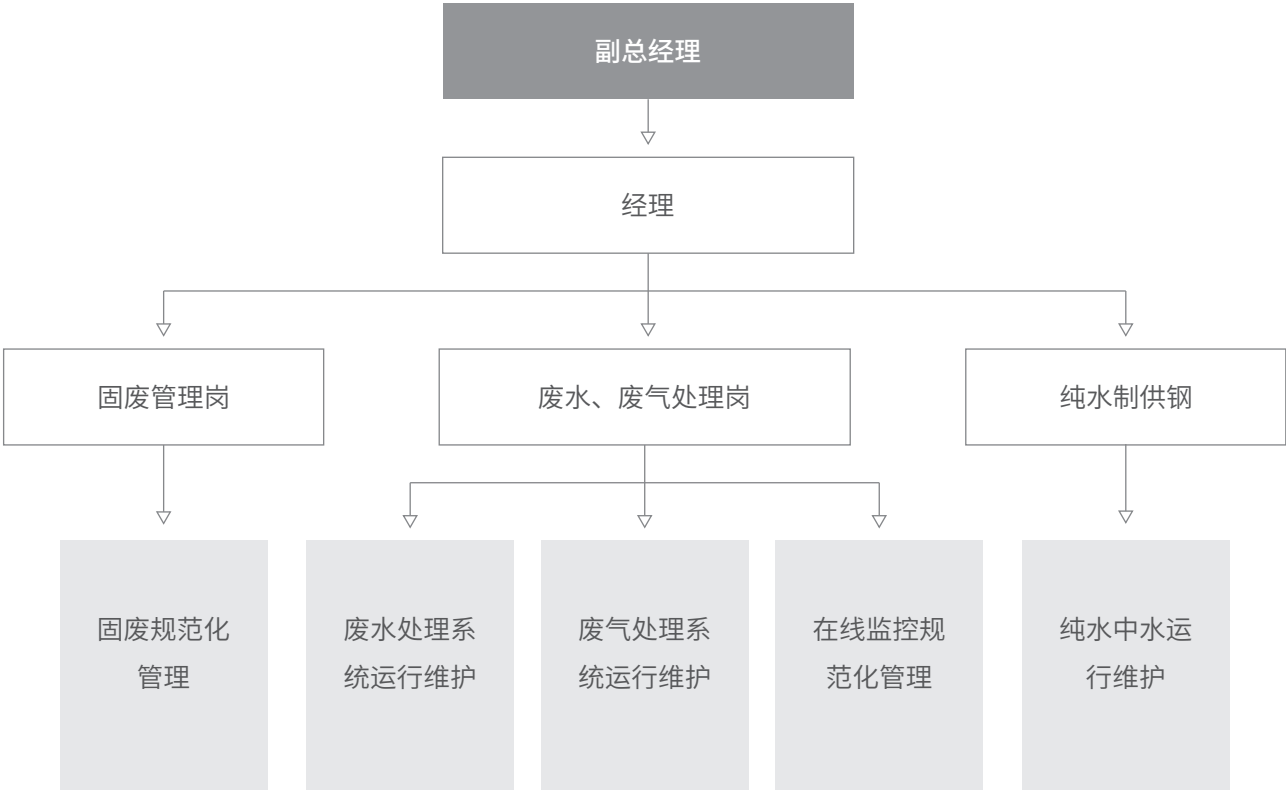 副总经理
经理
固废管理岗
废水、废气处理岗
纯水制供钢
固废规范化
管理
废水处理系
统运行维护
废气处理系
统运行维护
在线监控规
范化管理
纯水中水运
行维护